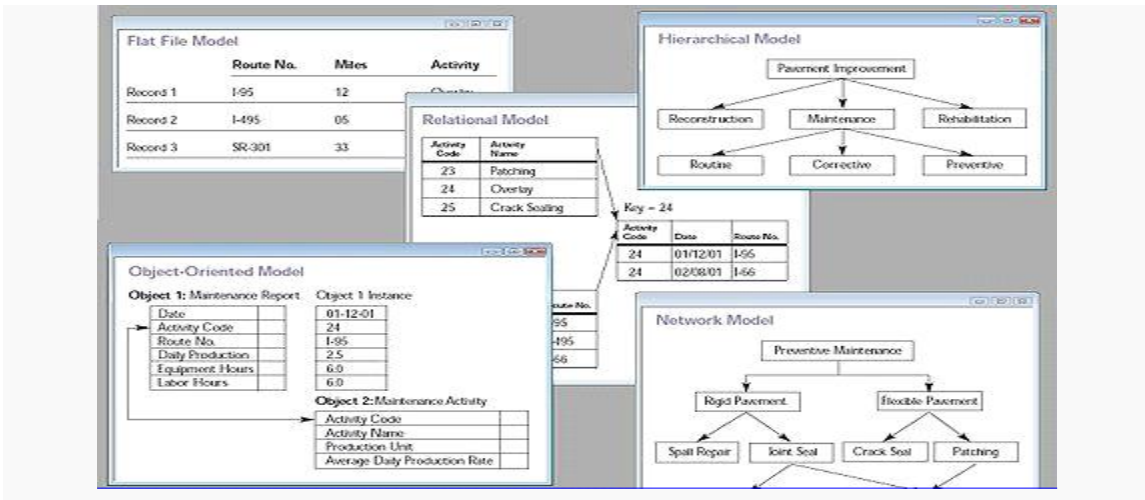 Flat File Model
Route No. Miles Activity
Record 1 I-95 12 Overlay
Record 2 I-495 05
Record 3 SR-301 33
Relational Model
Activity Code Activity Name
23 Patching
24 Overlay
25 Crack Sealing
Key = 24
Activity Code Date Route No.
24 01/12/01 I-95
24 02/08/01 I-66
Route No.
95
495
66
Hierarchical Model
Pavement Improvement
Reconstruction Maintenance Rehabilitation
Routine Corrective Preventive
Object-Oriented Model
Object 1: Maintenance Report Object 1 Instance
Date 01-12-01
Activity Code 24
Route No. I-95
Daily Production 2.5
Equipment Hours 6.0
Labor Hours 6.0
Object 2: Maintenance Activity
Activity Code
Activity Name
Production Unit
Average Daily Production Rate
Network Model
Preventive Maintenance
Rigid Pavement Flexible Pavement
Spall Repair Joint Seal Crack Seal Patching